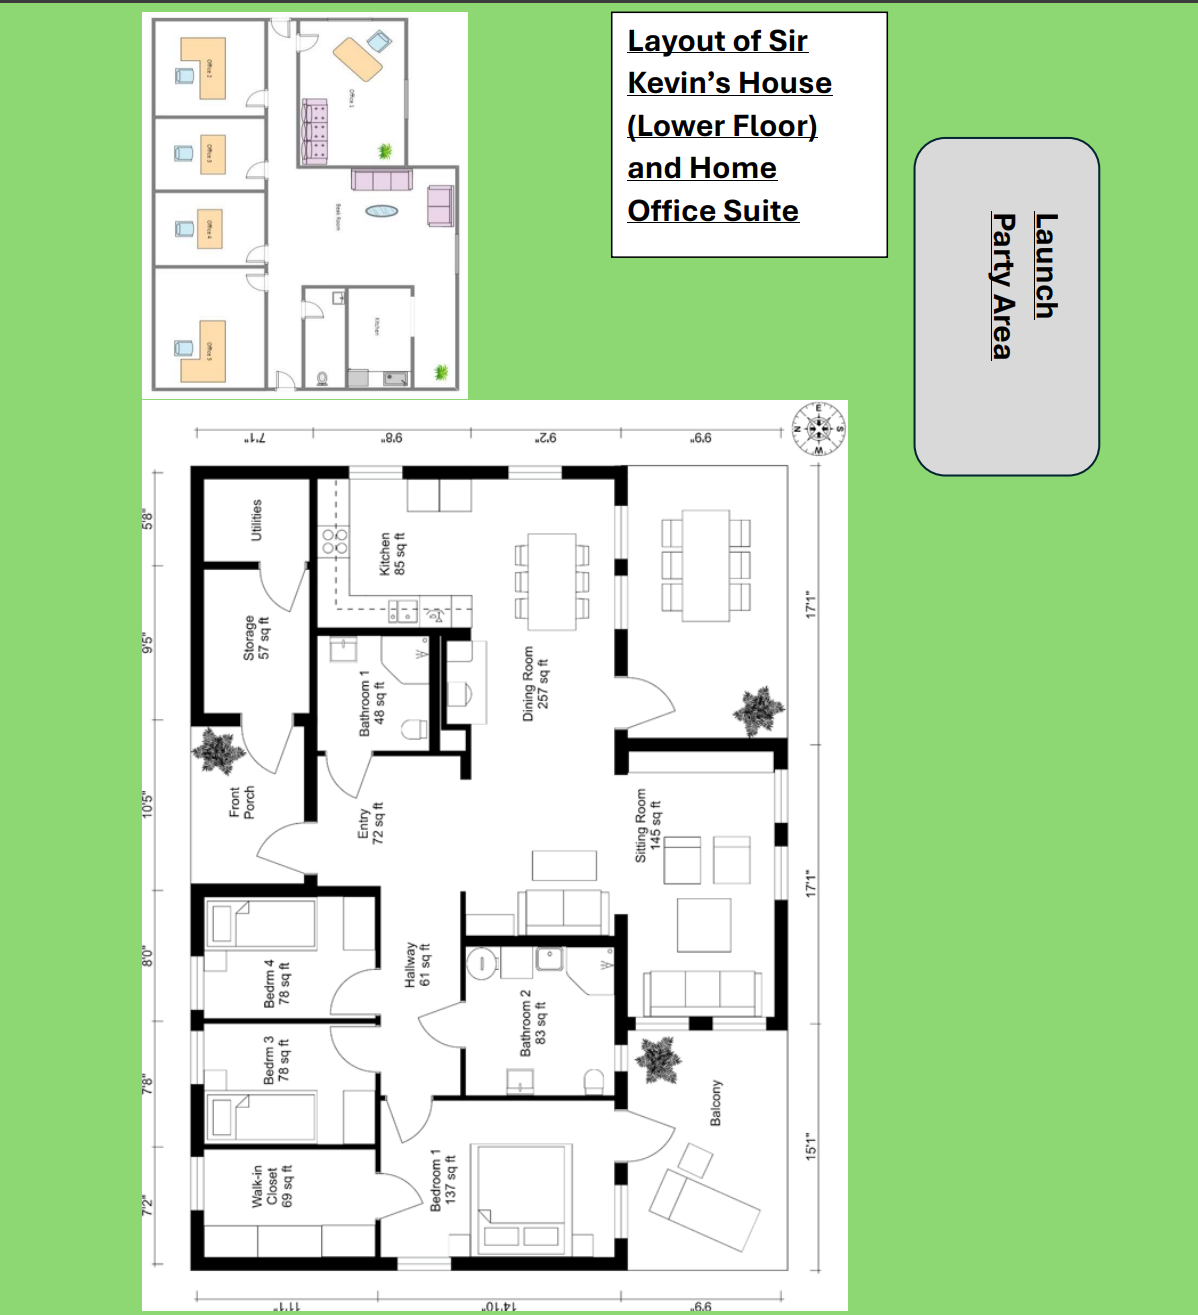 Layout of Sir
Kevin’s House
(Lower Floor)
and Home
Office Suite
Launch
Party Area
Office 2
Office 1
Office 3
Office 4
Office 5
Kitchen
7'1"
9'8"
9'2"
9'9"
E
S
W
N
5'8"
9'5"
10'5"
8'0"
7'8"
7'2"
17'1"
17'1"
15'1"
Utilities
Storage
57 sq ft
Kitchen
85 sq ft
Bathroom 1
48 sq ft
Dining Room
257 sq ft
Front
Porch
Entry
72 sq ft
Sitting Room
145 sq ft
Hallway
61 sq ft
Bedrm 4
78 sq ft
Bedrm 3
78 sq ft
Bathroom 2
83 sq ft
Balcony
Walk-in
Closet
69 sq ft
Bedroom 1
137 sq ft
W
W
11'1"
14'10"
9'9"